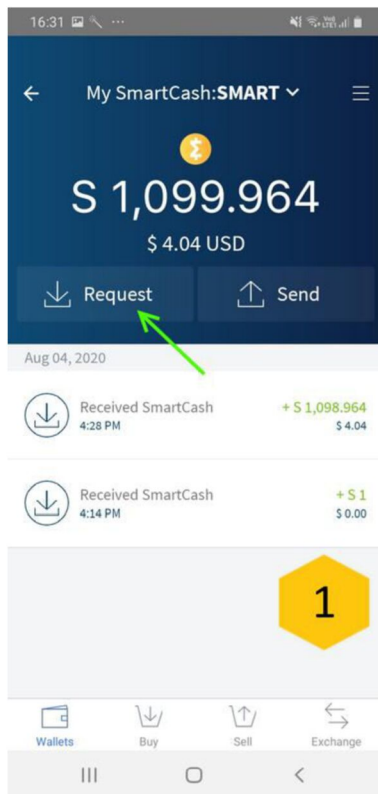 16:31
My SmartCash:SMART
S 1,099.964
$ 4.04 USD
Request
Send
Aug 04, 2020
Received SmartCash
+ S 1,098.964
4:28 PM
$ 4.04
Received SmartCash
+ S 1
4:14 PM
$ 0.00
1
Wallets
Buy
Sell
Exchange